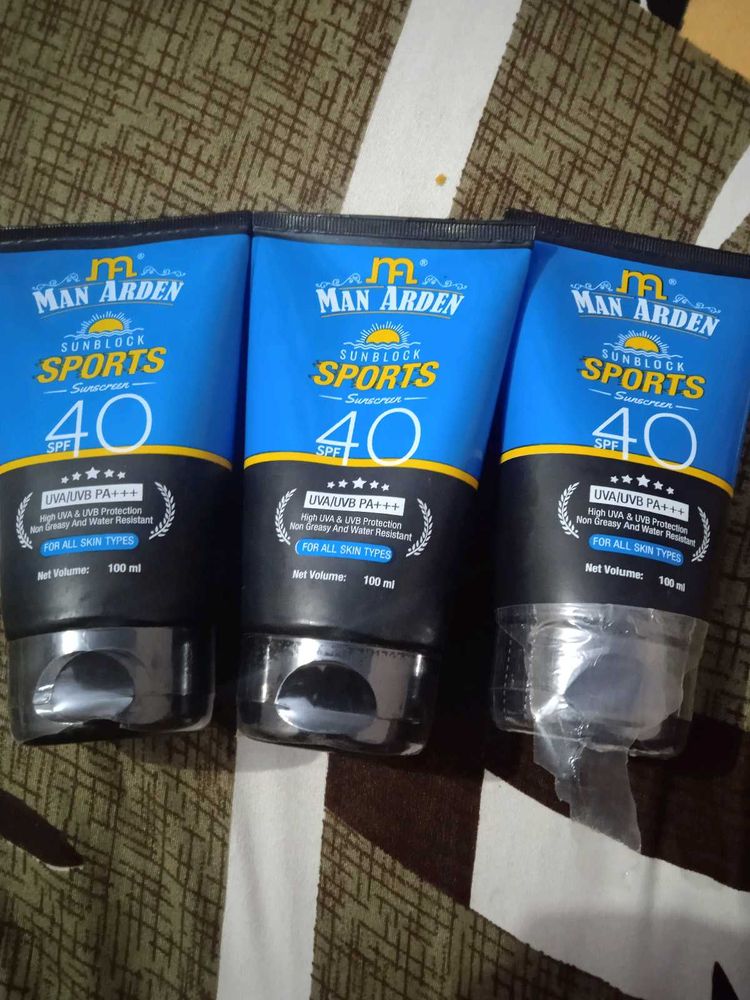 MA ®
MAN ARDEN
SUNBLOCK
SPORTS
Sunscreen
SPF 40
UVA/UVB PA+++
High UVA & UVB Protection
Non Greasy And Water Resistant
FOR ALL SKIN TYPES
Net Volume: 100 ml
MA ®
MAN ARDEN
SUNBLOCK
SPORTS
Sunscreen
SPF 40
UVA/UVB PA+++
High UVA & UVB Protection
Non Greasy And Water Resistant
FOR ALL SKIN TYPES
Net Volume: 100 ml
MA ®
MAN ARDEN
SUNBLOCK
SPORTS
Sunscreen
SPF 40
UVA/UVB PA+++
High UVA & UVB Protection
Non Greasy And Water Resistant
FOR ALL SKIN TYPES
Net Volume: 100 ml